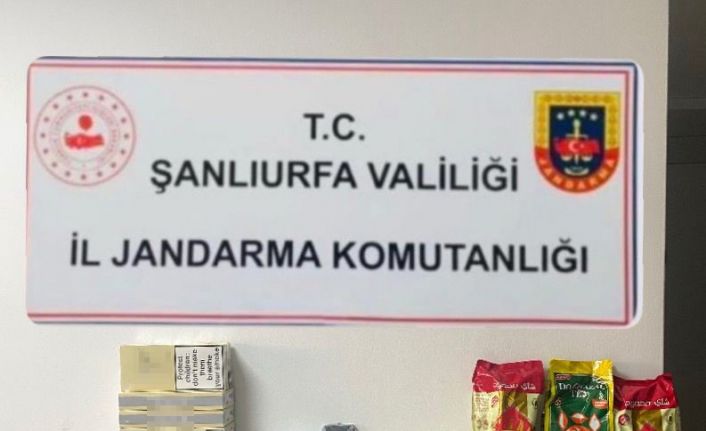 T.C.
ŞANLIURFA VALİLİĞİ
İL JANDARMA KOMUTANLIĞI
JANDARMA
Protect
children:
don't make
them
breathe
your smoke